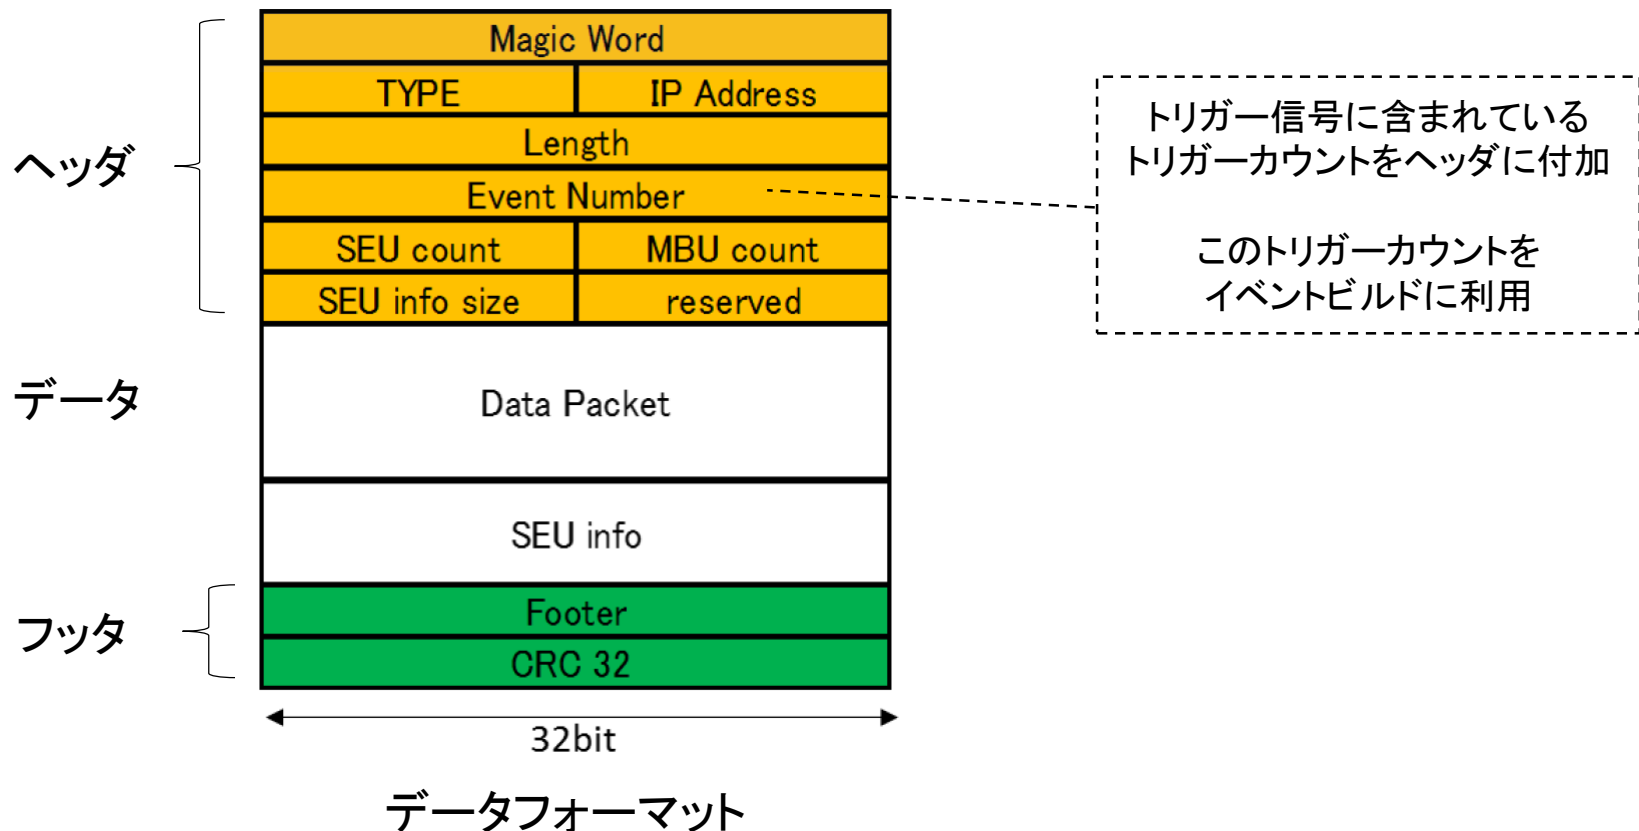 Magic Word
TYPE
IP Address
Length
ヘッダ
Event Number
SEU count
MBU count
SEU info size
reserved
トリガー信号に含まれている
トリガーカウントをヘッダに付加
このトリガーカウントを
イベントビルドに利用
データ
Data Packet
SEU info
フッタ
Footer
CRC 32
32bit
データフォーマット